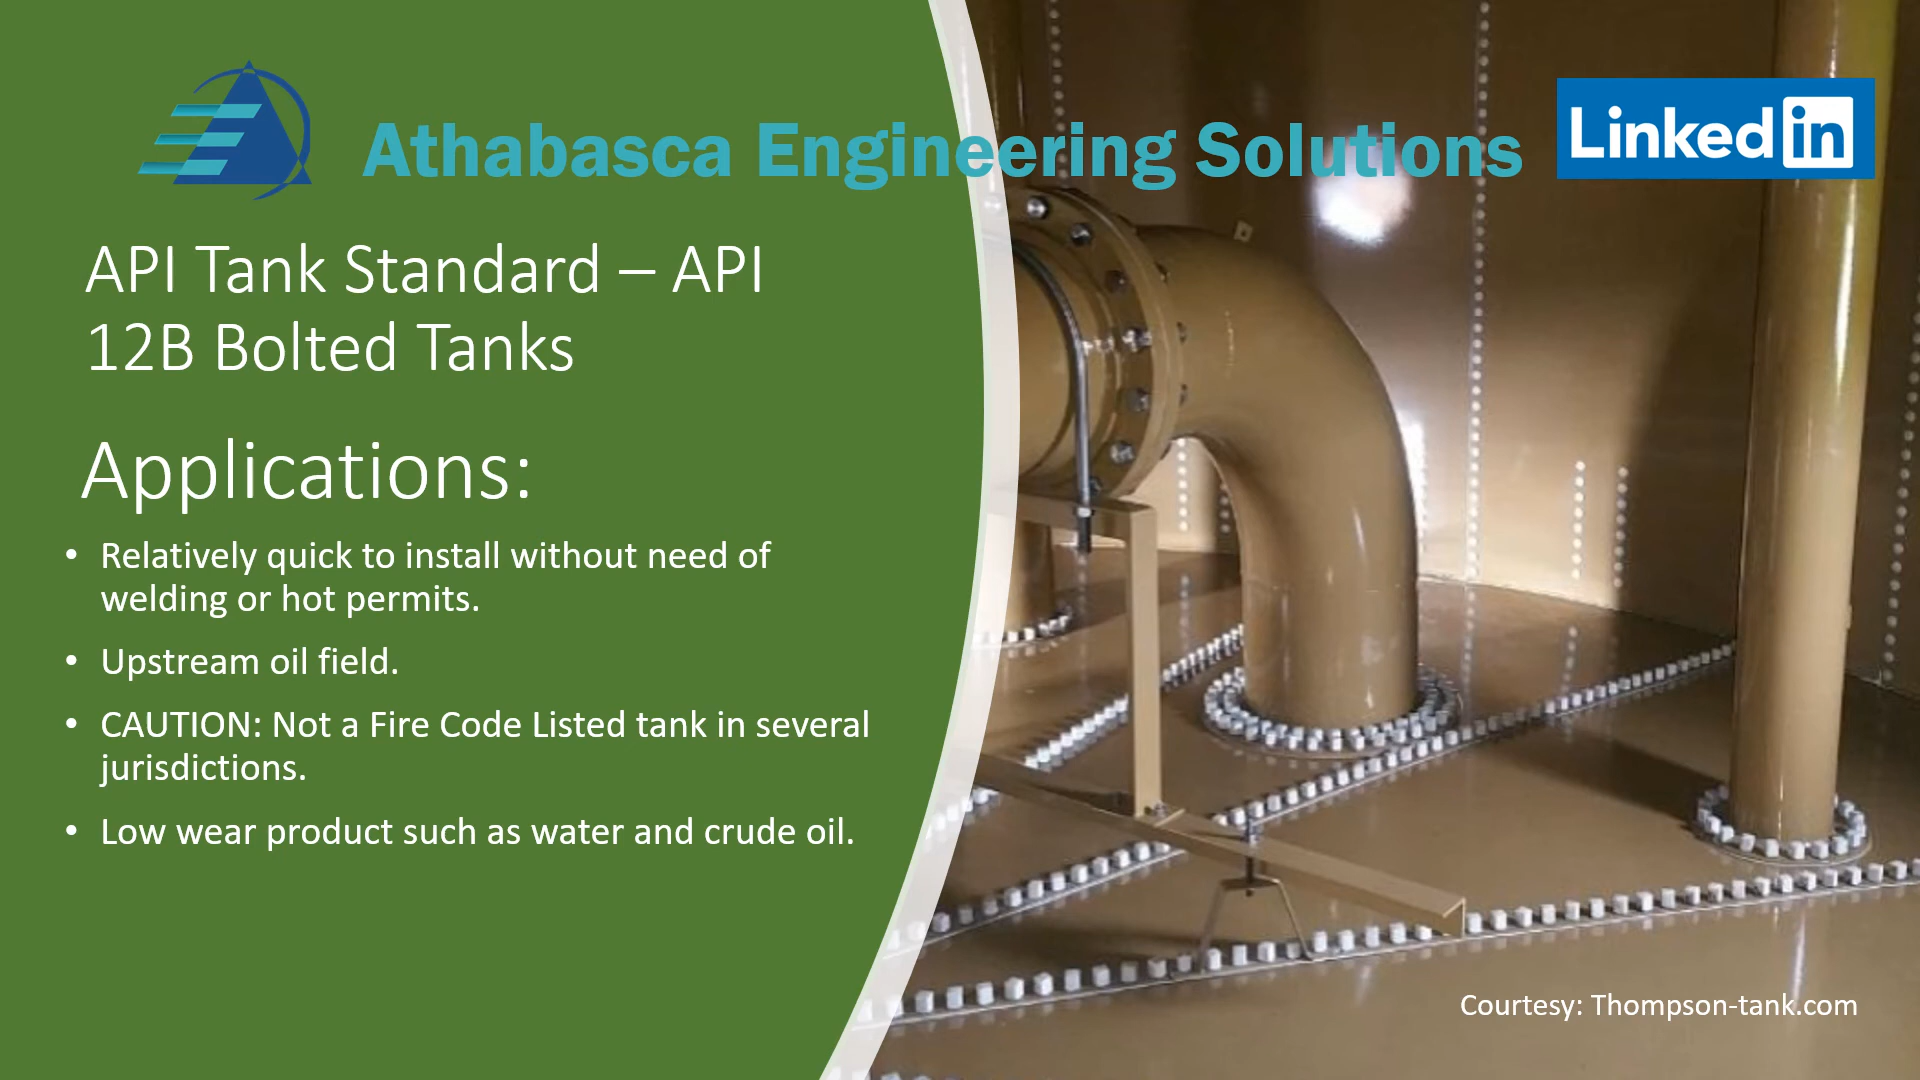 Athabasca Engineering Solutions
Linkedin
API Tank Standard – API
12B Bolted Tanks
Applications:
• Relatively quick to install without need of
welding or hot permits.
• Upstream oil field.
• CAUTION: Not a Fire Code Listed tank in several
jurisdictions.
• Low wear product such as water and crude oil.
Courtesy: Thompson-tank.com